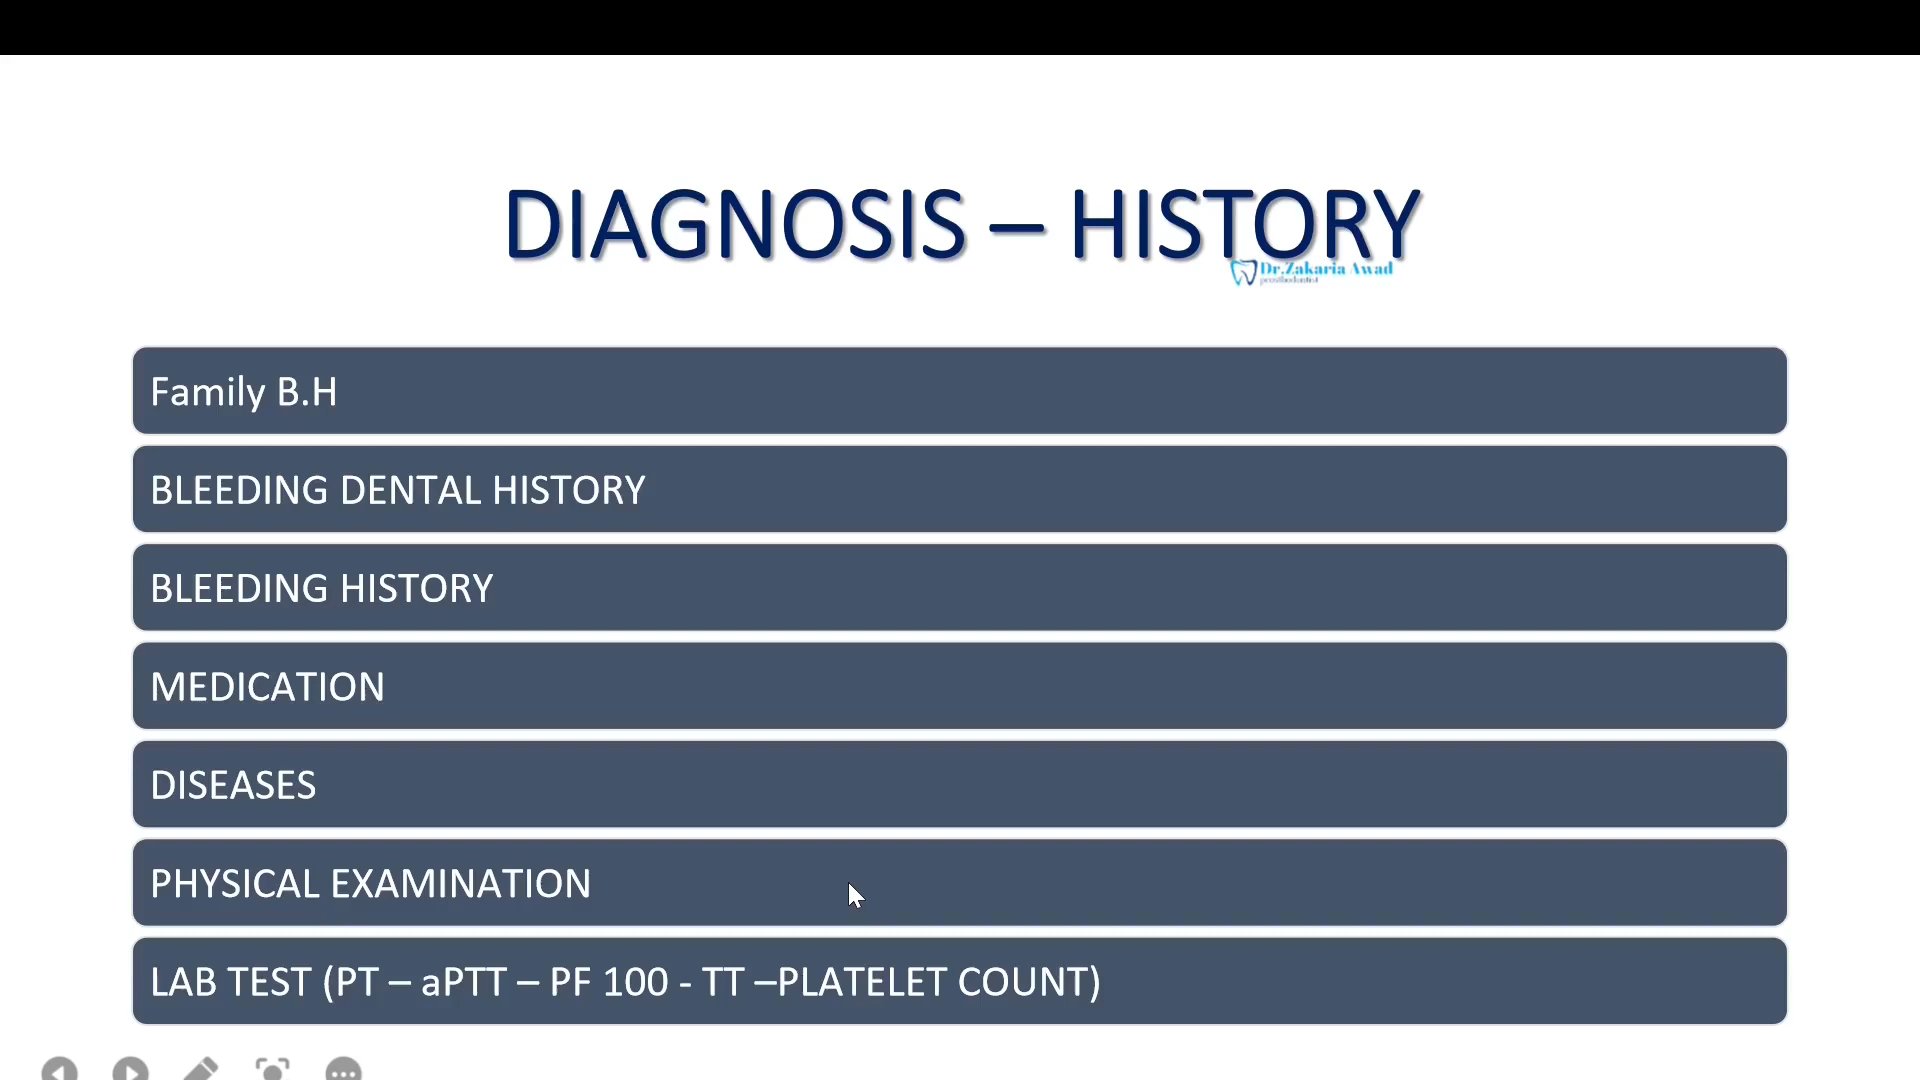 DIAGNOSIS – HISTORY
Dr.Zakaria Awad
prosthodontist
Family B.H
BLEEDING DENTAL HISTORY
BLEEDING HISTORY
MEDICATION
DISEASES
PHYSICAL EXAMINATION
LAB TEST (PT – aPTT – PF 100 - TT –PLATELET COUNT)